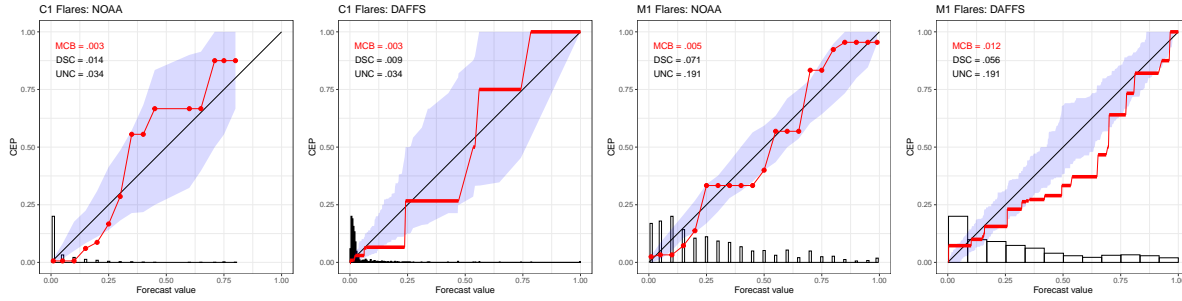 C1 Flares: NOAA
MCB = .003
DSC = .014
UNC = .034
CEP
1.00
0.75
0.50
0.25
0.00
0.00 0.25 0.50 0.75 1.00
Forecast value
C1 Flares: DAFFS
MCB = .003
DSC = .009
UNC = .034
CEP
1.00
0.75
0.50
0.25
0.00
0.00 0.25 0.50 0.75 1.00
Forecast value
M1 Flares: NOAA
MCB = .005
DSC = .071
UNC = .191
CEP
1.00
0.75
0.50
0.25
0.00
0.00 0.25 0.50 0.75 1.00
Forecast value
M1 Flares: DAFFS
MCB = .012
DSC = .056
UNC = .191
CEP
1.00
0.75
0.50
0.25
0.00
0.00 0.25 0.50 0.75 1.00
Forecast value